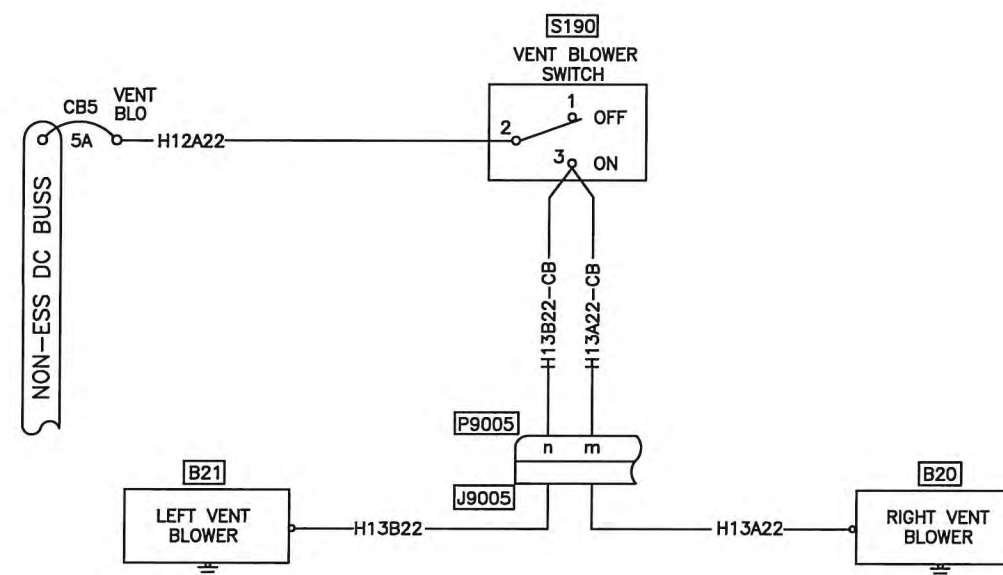 S190
VENT BLOWER
SWITCH
CB5
VENT
BLO
5A
H12A22
1
OFF
2
3
ON
NON-ESS DC BUSS
H13B22-CB
H13A22-CB
P9005
n
m
J9005
B21
LEFT VENT
BLOWER
H13B22
H13A22
B20
RIGHT VENT
BLOWER